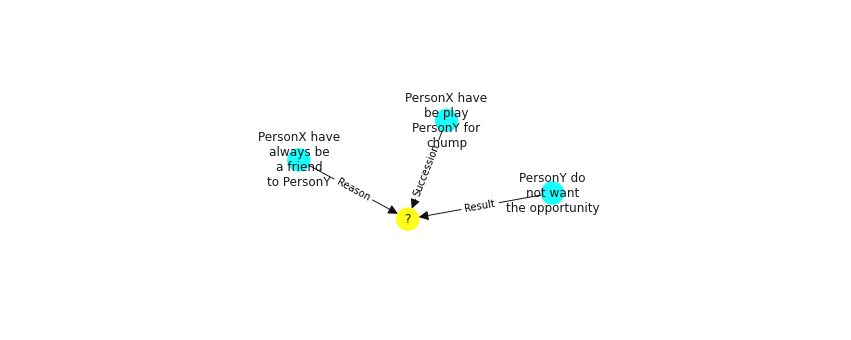 PersonX have
be play
PersonY for
chump
PersonX have
always be
a friend
to PersonY
PersonY do
not want
the opportunity
Succession
Reason
Result
?